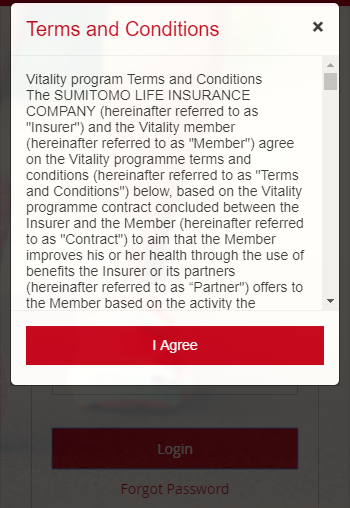 Terms and Conditions
×
Vitality program Terms and Conditions
The SUMITOMO LIFE INSURANCE
COMPANY (hereinafter referred to as
"Insurer") and the Vitality member
(hereinafter referred to as "Member") agree
on the Vitality programme terms and
conditions (hereinafter referred to as "Terms
and Conditions") below, based on the Vitality
programme contract concluded between the
Insurer and the Member (hereinafter referred
to as "Contract") to aim that the Member
improves his or her health through the use of
benefits the Insurer or its partners
(hereinafter referred to as “Partner") offers to
the Member based on the activity the
I Agree
Login
Forgot Password